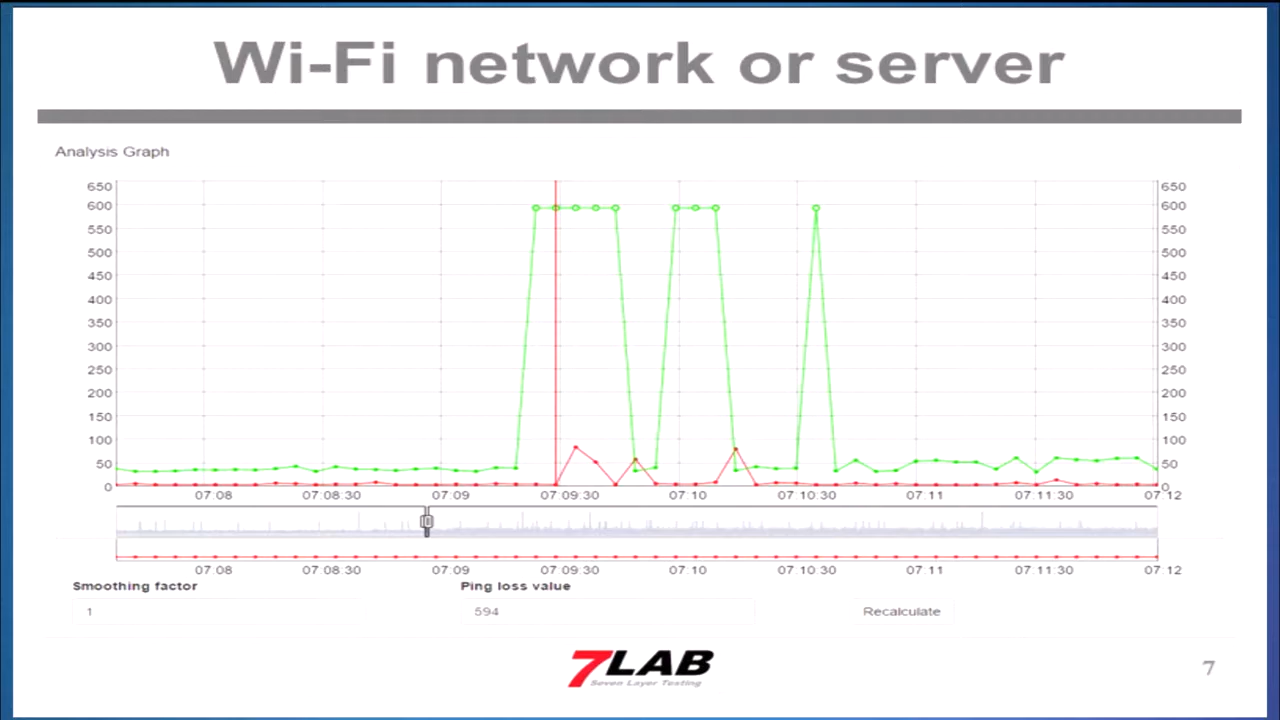 Wi-Fi network or server
Analysis Graph
650 650
600 600
550 550
500 500
450 450
400 400
350 350
300 300
250 250
200 200
150 150
100 100
50 50
0 0
07:08 07:08:30 07:09 07:09:30 07:10 07:10:30 07:11 07:11:30 07:12
07:08 07:08:30 07:09 07:09:30 07:10 07:10:30 07:11 07:11:30 07:12
Smoothing factor Ping loss value
1 594 Recalculate
7LAB
Seven Layer Testing
7